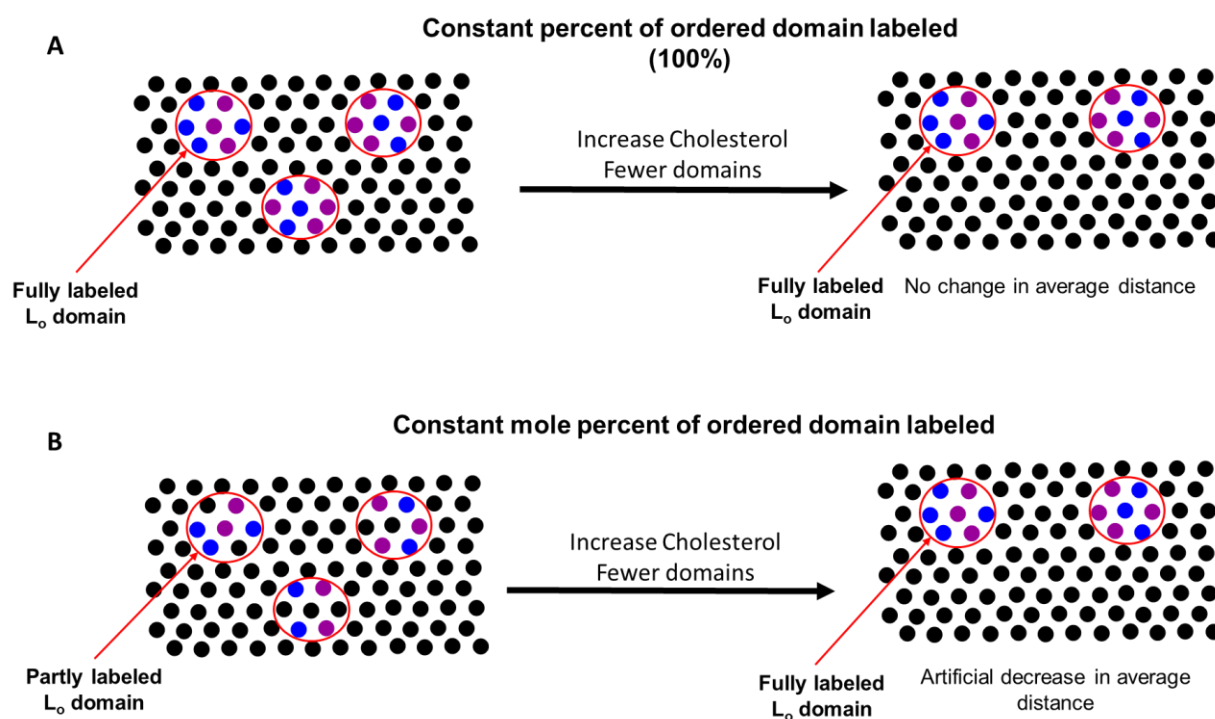 A
Constant percent of ordered domain labeled
(100%)
Increase Cholesterol
Fewer domains
Fully labeled
Lo domain
Fully labeled
Lo domain
No change in average distance
B
Constant mole percent of ordered domain labeled
Increase Cholesterol
Fewer domains
Partly labeled
Lo domain
Fully labeled
Lo domain
Artificial decrease in average
distance